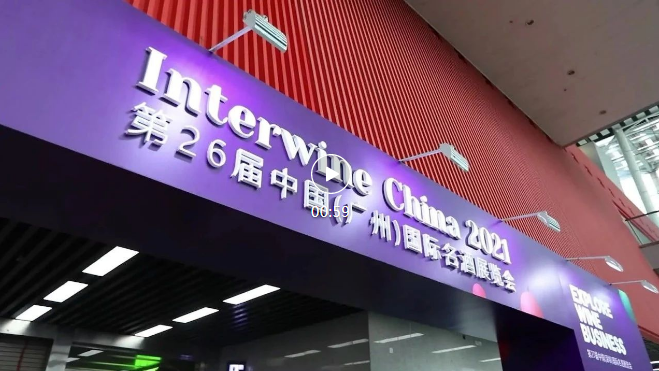 Interwine China 2021
第26届中国(广州)国际名酒展览会
00:59
EXPLORE
WINE
BUSINESS